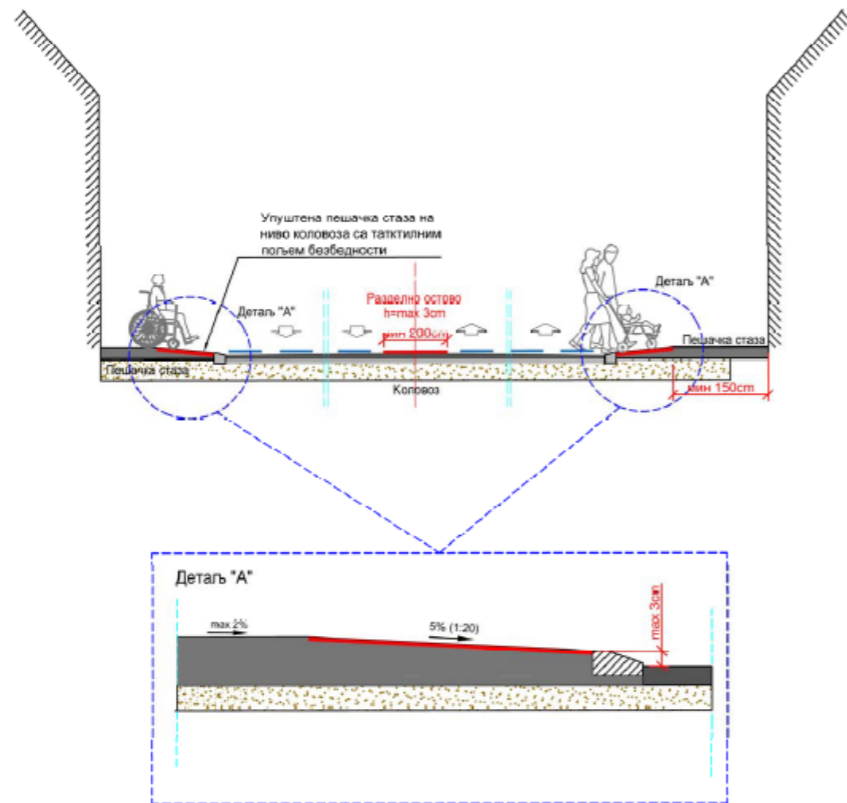 Упуштена пешачка стаза на
ниво коловоза са татктилним
пољем безбедности
Детаљ "А"
Разделно острво
h=max 3cm
мин 200cm
Детаљ "А"
Пешачка стаза
Пешачка стаза
Коловоз
мин 150cm
Детаљ "А"
max 2%
5% (1:20)
max 3cm